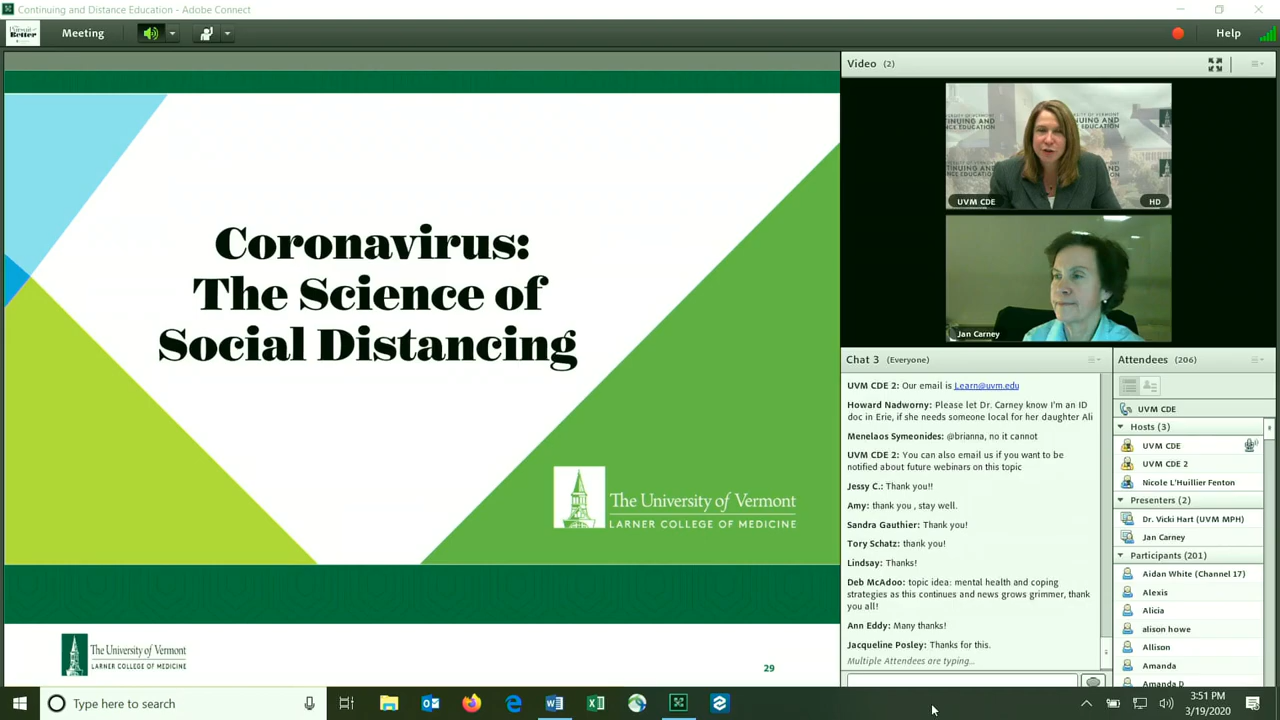 Continuing and Distance Education - Adobe Connect
Pursuit of
Better
Meeting
Help
Coronavirus:
The Science of
Social Distancing
The University of Vermont
LARNER COLLEGE OF MEDICINE
The University of Vermont
LARNER COLLEGE OF MEDICINE
29
Video (2)
UVM CDE
HD
Jan Carney
Chat 3 (Everyone)
UVM CDE 2: Our email is Learn@uvm.edu
Howard Nadworny: Please let Dr. Carney know I'm an ID
doc in Erie, if she needs someone local for her daughter Ali
Menelaos Symeonides: @brianna, no it cannot
UVM CDE 2: You can also email us if you want to be
notified about future webinars on this topic
Jessy C.: Thank you!!
Amy: thank you , stay well.
Sandra Gauthier: Thank you!
Tory Schatz: thank you!
Lindsay: Thanks!
Deb McAdoo: topic idea: mental health and coping
strategies as this continues and news grows grimmer, thank
you all!
Ann Eddy: Many thanks!
Jacqueline Posley: Thanks for this.
Multiple Attendees are typing..
Attendees (206)
UVM CDE
Hosts (3)
UVM CDE
UVM CDE 2
Nicole L'Huillier Fenton
Presenters (2)
Dr. Vicki Hart (UVM MPH)
Jan Carney
Participants (201)
Aidan White (Channel 17)
Alexis
Alicia
alison howe
Allison
Amanda
Amanda D
Type here to search
3:51 PM
3/19/2020